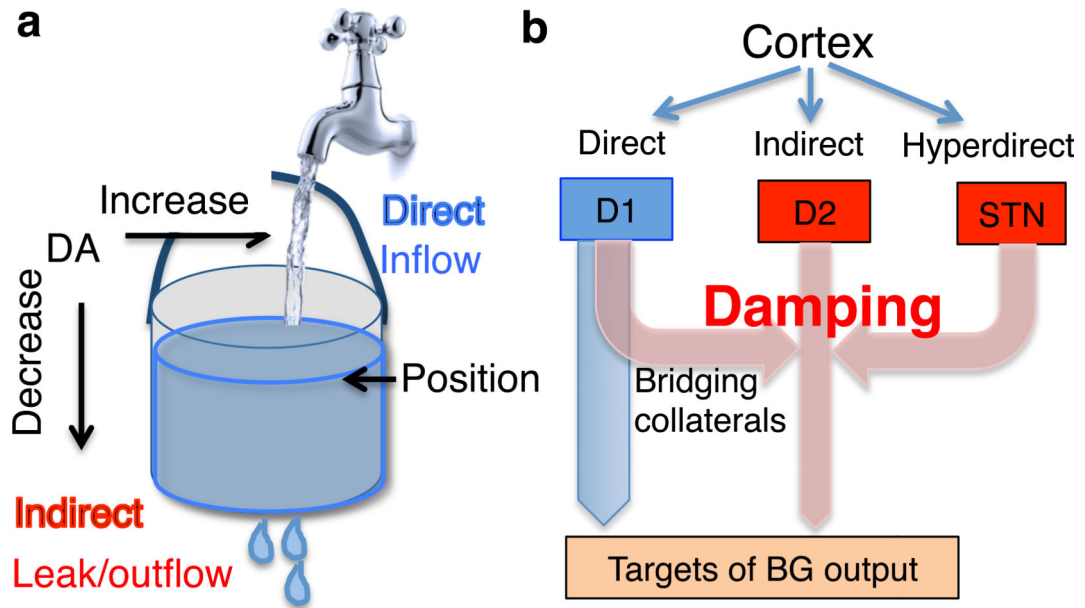 a
Increase
DA
Decrease
Direct
Inflow
Position
Indirect
Leak/outflow
b
Cortex
Direct
Indirect
Hyperdirect
D1
D2
STN
Damping
Bridging
collaterals
Targets of BG output